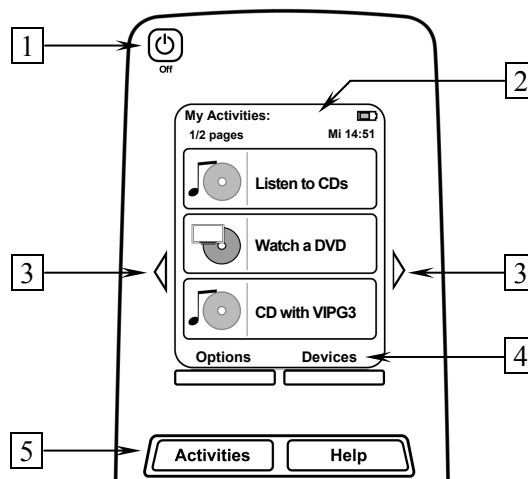 1
Off
2
My Activities:
1/2 pages Mi 14:51
Listen to CDs
Watch a DVD
3 3
CD with VIPG3
Options Devices
4
5
Activities Help